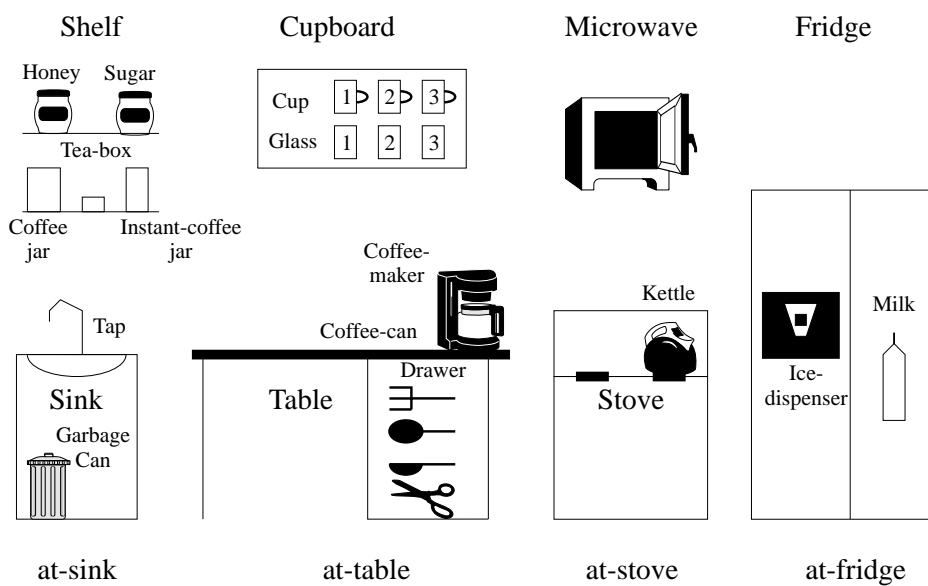 Shelf
Cupboard
Microwave
Fridge
Honey
Sugar
Cup 1 2 3
Glass 1 2 3
Tea-box
Coffee
jar
Instant-coffee
jar
Coffee-
maker
Kettle
Milk
Tap
Coffee-can
Drawer
Ice-
dispenser
Sink
Table
Stove
Garbage
Can
at-sink
at-table
at-stove
at-fridge